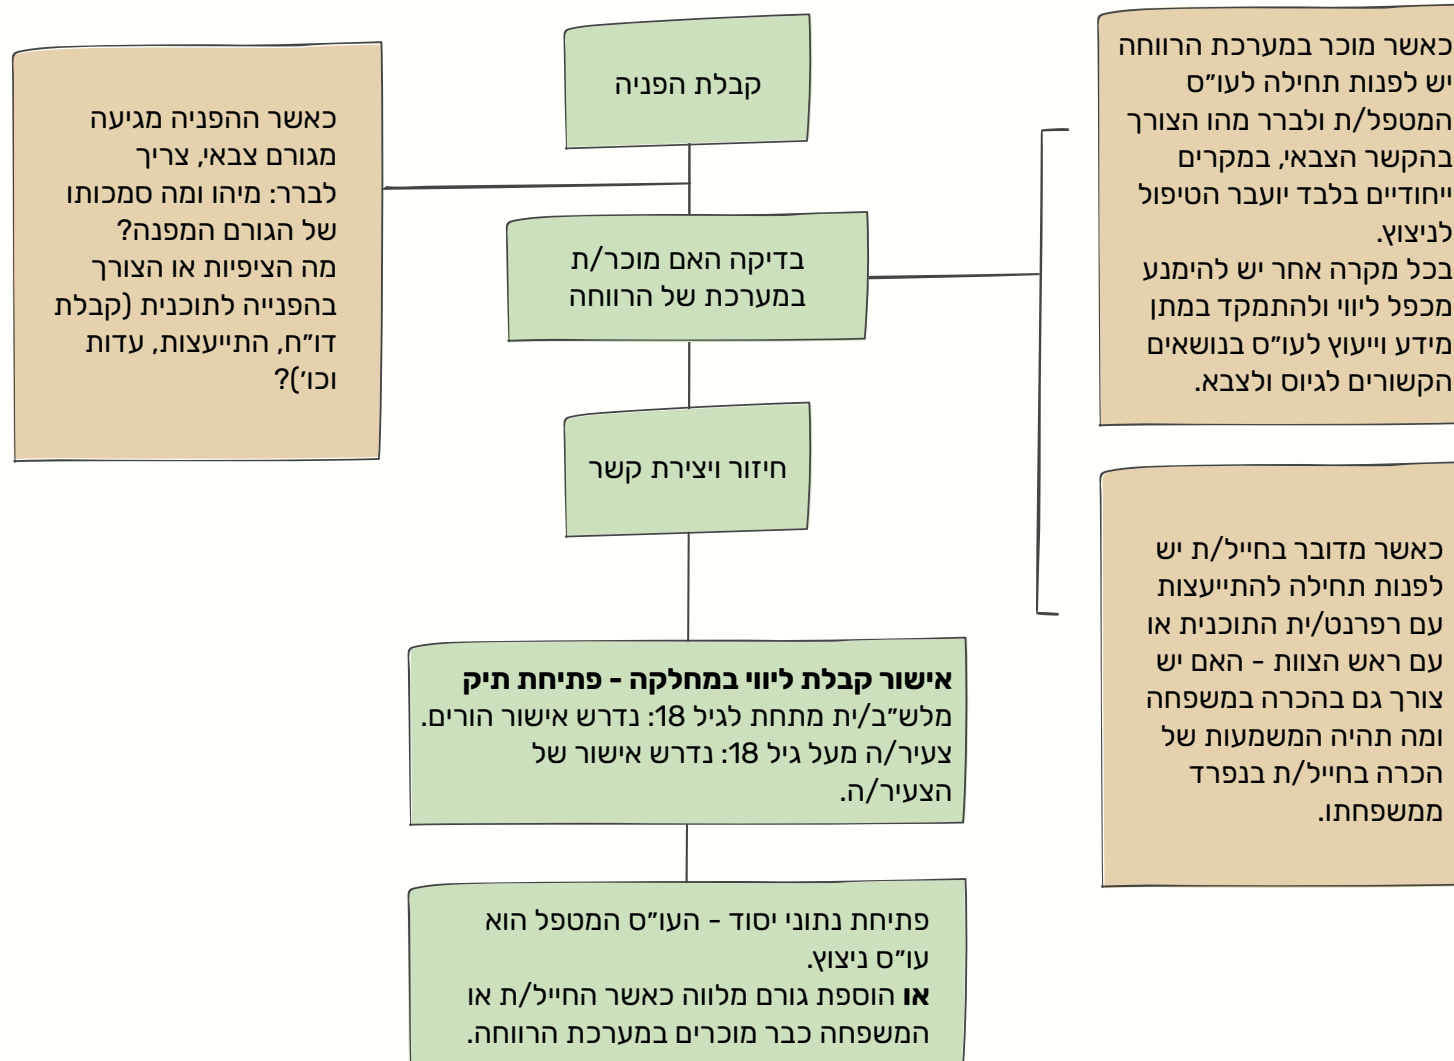 קבלת הפניה
כאשר ההפניה מגיעה
מגורם צבאי, צריך
לברר: מיהו ומה סמכותו
של הגורם המפנה?
מה הציפיות או הצורך
בהפנייה לתוכנית (קבלת
דו"ח, התייעצות, עדות
וכו')?
בדיקה האם מוכר/ת
במערכת של הרווחה
כאשר מוכר במערכת הרווחה
יש לפנות תחילה לעו"ס
המטפל/ת ולברר מהו הצורך
בהקשר הצבאי, במקרים
ייחודיים בלבד יועבר הטיפול
לניצוץ.
בכל מקרה אחר יש להימנע
מכפל ליווי ולהתמקד במתן
מידע וייעוץ לעו"ס בנושאים
הקשורים לגיוס ולצבא.
כאשר מדובר בחייל/ת יש
לפנות תחילה להתייעצות
עם רפרנט/ית התוכנית או
עם ראש הצוות - האם יש
צורך גם בהכרה במשפחה
ומה תהיה המשמעות של
הכרה בחייל/ת בנפרד
ממשפחתו.
חיזור ויצירת קשר
אישור קבלת ליווי במחלקה - פתיחת תיק
מלש"ב/ית מתחת לגיל 18: נדרש אישור הורים.
צעיר/ה מעל גיל 18: נדרש אישור של
הצעיר/ה.
פתיחת נתוני יסוד - העו"ס המטפל הוא
עו"ס ניצוץ.
או הוספת גורם מלווה כאשר החייל/ת או
המשפחה כבר מוכרים במערכת הרווחה.